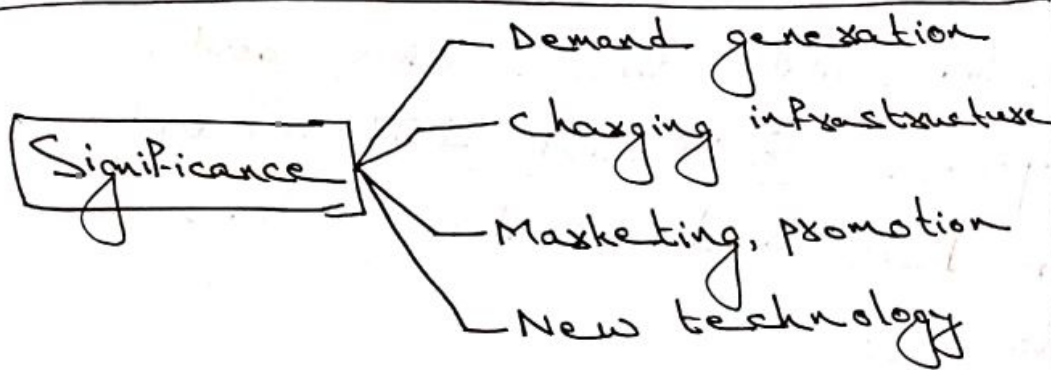 Demand generation
Charging infrastructure
Significance
Marketing, promotion
New technology